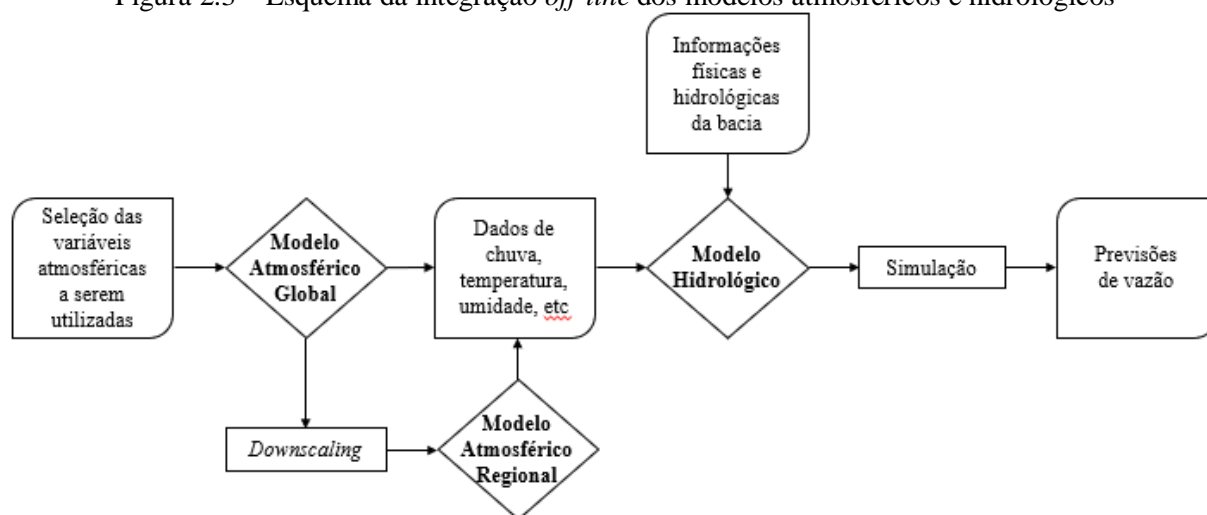 Figura 2.3 – Esquema da integração off-line dos modelos atmosféricos e hidrológicos
Informações
físicas e
hidrológicas
da bacia
Seleção das
variáveis
atmosféricas
a serem
utilizadas
Modelo
Atmosférico
Global
Dados de
chuva,
temperatura,
umidade, etc
Modelo
Hidrológico
Simulação
Previsões
de vazão
Downscaling
Modelo
Atmosférico
Regional